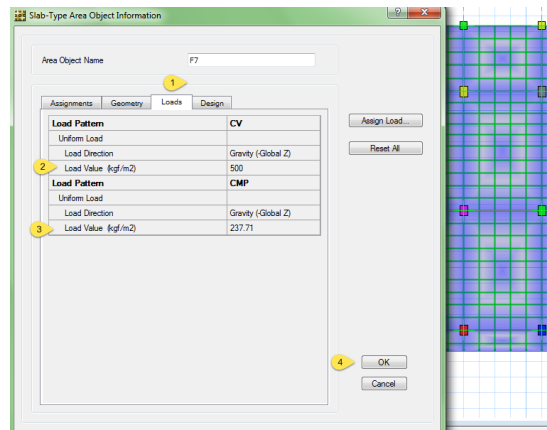 Slab-Type Area Object Information
?
X
Area Object Name
F7
1
Assignments
Geometry
Loads
Design
Load Pattern CV
Uniform Load
Load Direction Gravity (-Global Z)
2 Load Value (kgf/m2) 500
Load Pattern CMP
Uniform Load
Load Direction Gravity (-Global Z)
3 Load Value (kgf/m2) 237.71
Assign Load...
Reset All
4 OK
Cancel